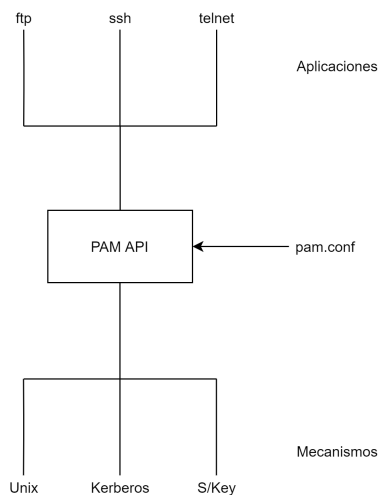 ftp ssh telnet
Aplicaciones
PAM API
pam.conf
Mecanismos
Unix Kerberos S/Key